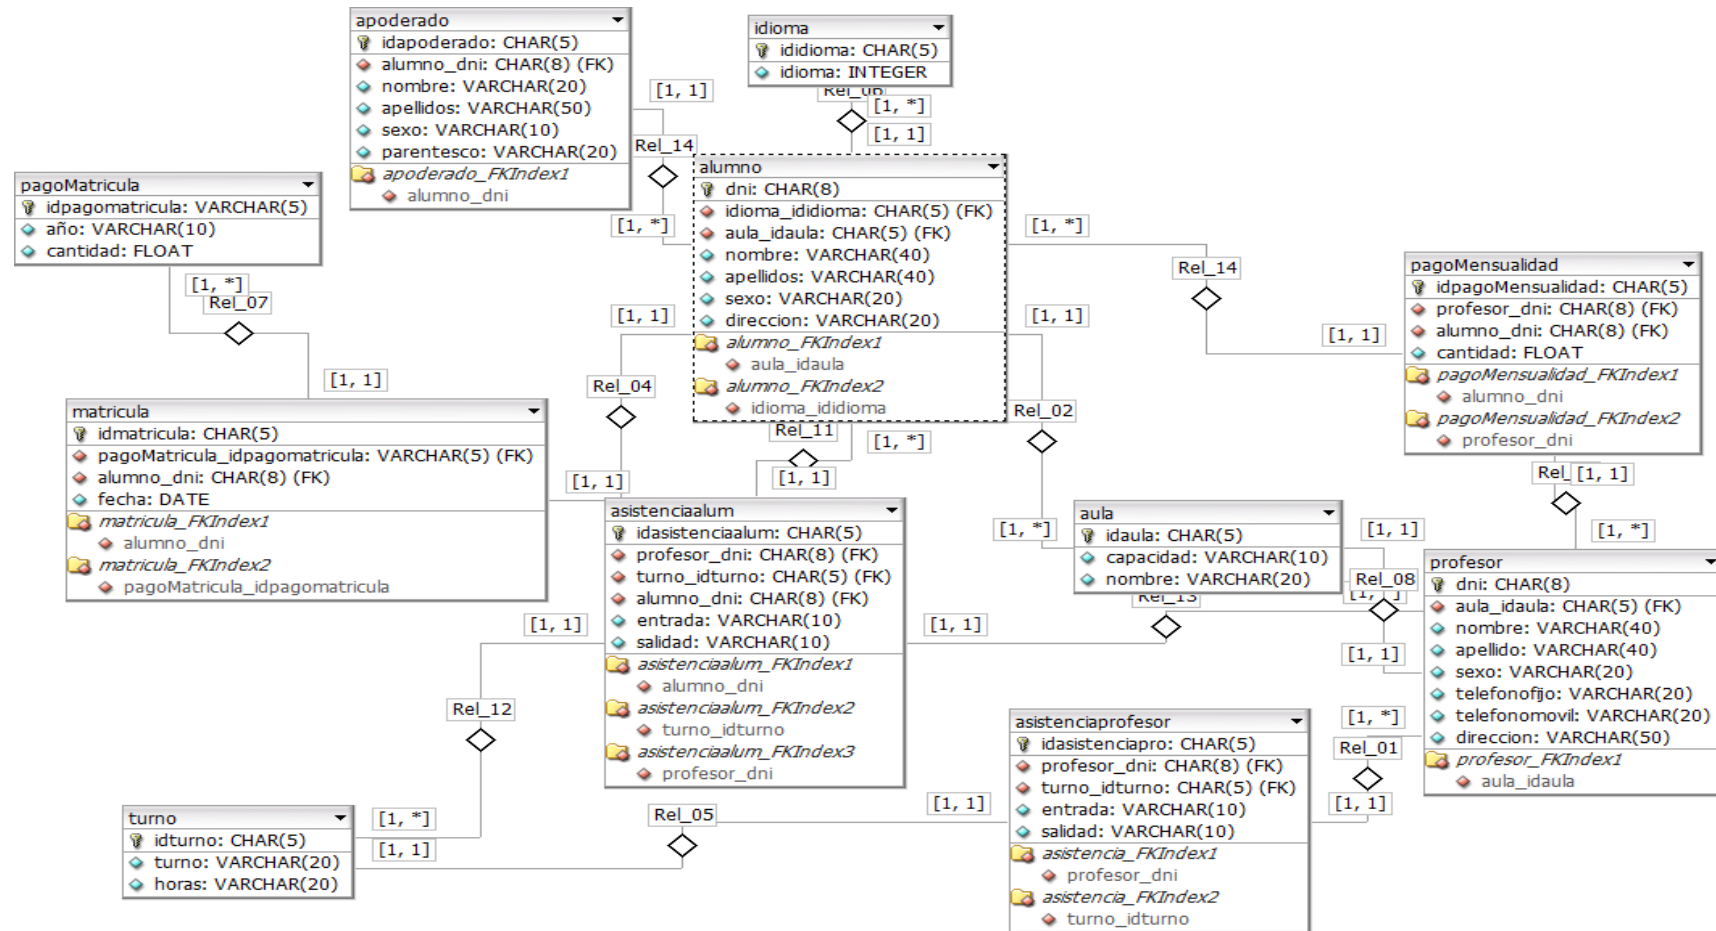 apoderado
idapoderado: CHAR(5)
alumno_dni: CHAR(8) (FK)
nombre: VARCHAR(20)
apellidos: VARCHAR(50)
sexo: VARCHAR(10)
parentesco: VARCHAR(20)
apoderado_FKIndex1
alumno_dni
idioma
ididioma: CHAR(5)
idioma: INTEGER
Rel_06
[1, *]
[1, 1]
[1, 1]
Rel_14
[1, *]
alumno
dni: CHAR(8)
idioma_ididioma: CHAR(5) (FK)
aula_idaula: CHAR(5) (FK)
nombre: VARCHAR(40)
apellidos: VARCHAR(40)
sexo: VARCHAR(20)
direccion: VARCHAR(20)
alumno_FKIndex1
aula_idaula
alumno_FKIndex2
idioma_ididioma
pagoMatricula
idpagomatricula: VARCHAR(5)
año: VARCHAR(10)
cantidad: FLOAT
[1, *]
Rel_07
[1, 1]
[1, *]
Rel_14
[1, 1]
pagoMensualidad
idpagoMensualidad: CHAR(5)
profesor_dni: CHAR(8) (FK)
alumno_dni: CHAR(8) (FK)
cantidad: FLOAT
pagoMensualidad_FKIndex1
alumno_dni
pagoMensualidad_FKIndex2
profesor_dni
[1, 1]
Rel_04
[1, 1]
[1, 1]
Rel_02
[1, *]
matricula
idmatricula: CHAR(5)
pagoMatricula_idpagomatricula: VARCHAR(5) (FK)
alumno_dni: CHAR(8) (FK)
fecha: DATE
matricula_FKIndex1
alumno_dni
matricula_FKIndex2
pagoMatricula_idpagomatricula
Rel_11
[1, *]
[1, 1]
asistenciaalum
idasistenciaalum: CHAR(5)
profesor_dni: CHAR(8) (FK)
turno_idturno: CHAR(5) (FK)
alumno_dni: CHAR(8) (FK)
entrada: VARCHAR(10)
salidad: VARCHAR(10)
asistenciaalum_FKIndex1
alumno_dni
asistenciaalum_FKIndex2
turno_idturno
asistenciaalum_FKIndex3
profesor_dni
aula
idaula: CHAR(5)
capacidad: VARCHAR(10)
nombre: VARCHAR(20)
Rel_
[1, 1]
[1, *]
[1, 1]
Rel_08
[1, 1]
Rel_13
[1, 1]
profesor
dni: CHAR(8)
aula_idaula: CHAR(5) (FK)
nombre: VARCHAR(40)
apellido: VARCHAR(40)
sexo: VARCHAR(20)
telefonofijo: VARCHAR(20)
telefonomovil: VARCHAR(20)
direccion: VARCHAR(50)
profesor_FKIndex1
aula_idaula
[1, 1]
Rel_12
[1, *]
[1, 1]
Rel_05
[1, 1]
asistenciaprofesor
idasistenciapro: CHAR(5)
profesor_dni: CHAR(8) (FK)
turno_idturno: CHAR(5) (FK)
entrada: VARCHAR(10)
salidad: VARCHAR(10)
asistencia_FKIndex1
profesor_dni
asistencia_FKIndex2
turno_idturno
[1, *]
Rel_01
[1, 1]
turno
idturno: CHAR(5)
turno: VARCHAR(20)
horas: VARCHAR(20)